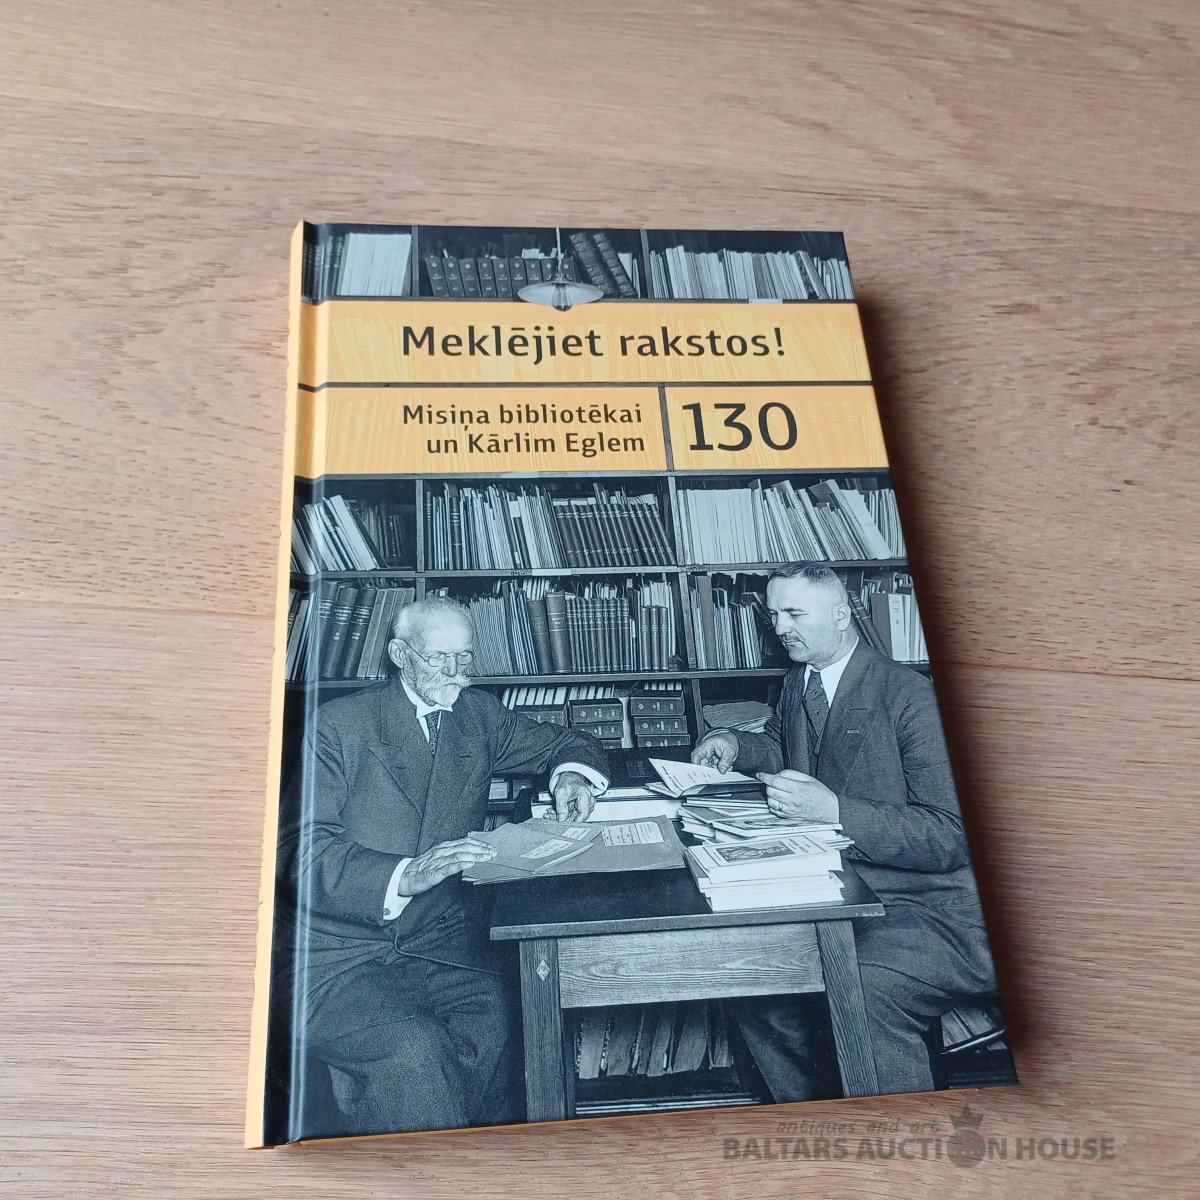 Meklējiet rakstos!
Misiņa bibliotēkai
un Kārlim Eglem
130
antiques and art
BALTARS AUCTION HOUSE